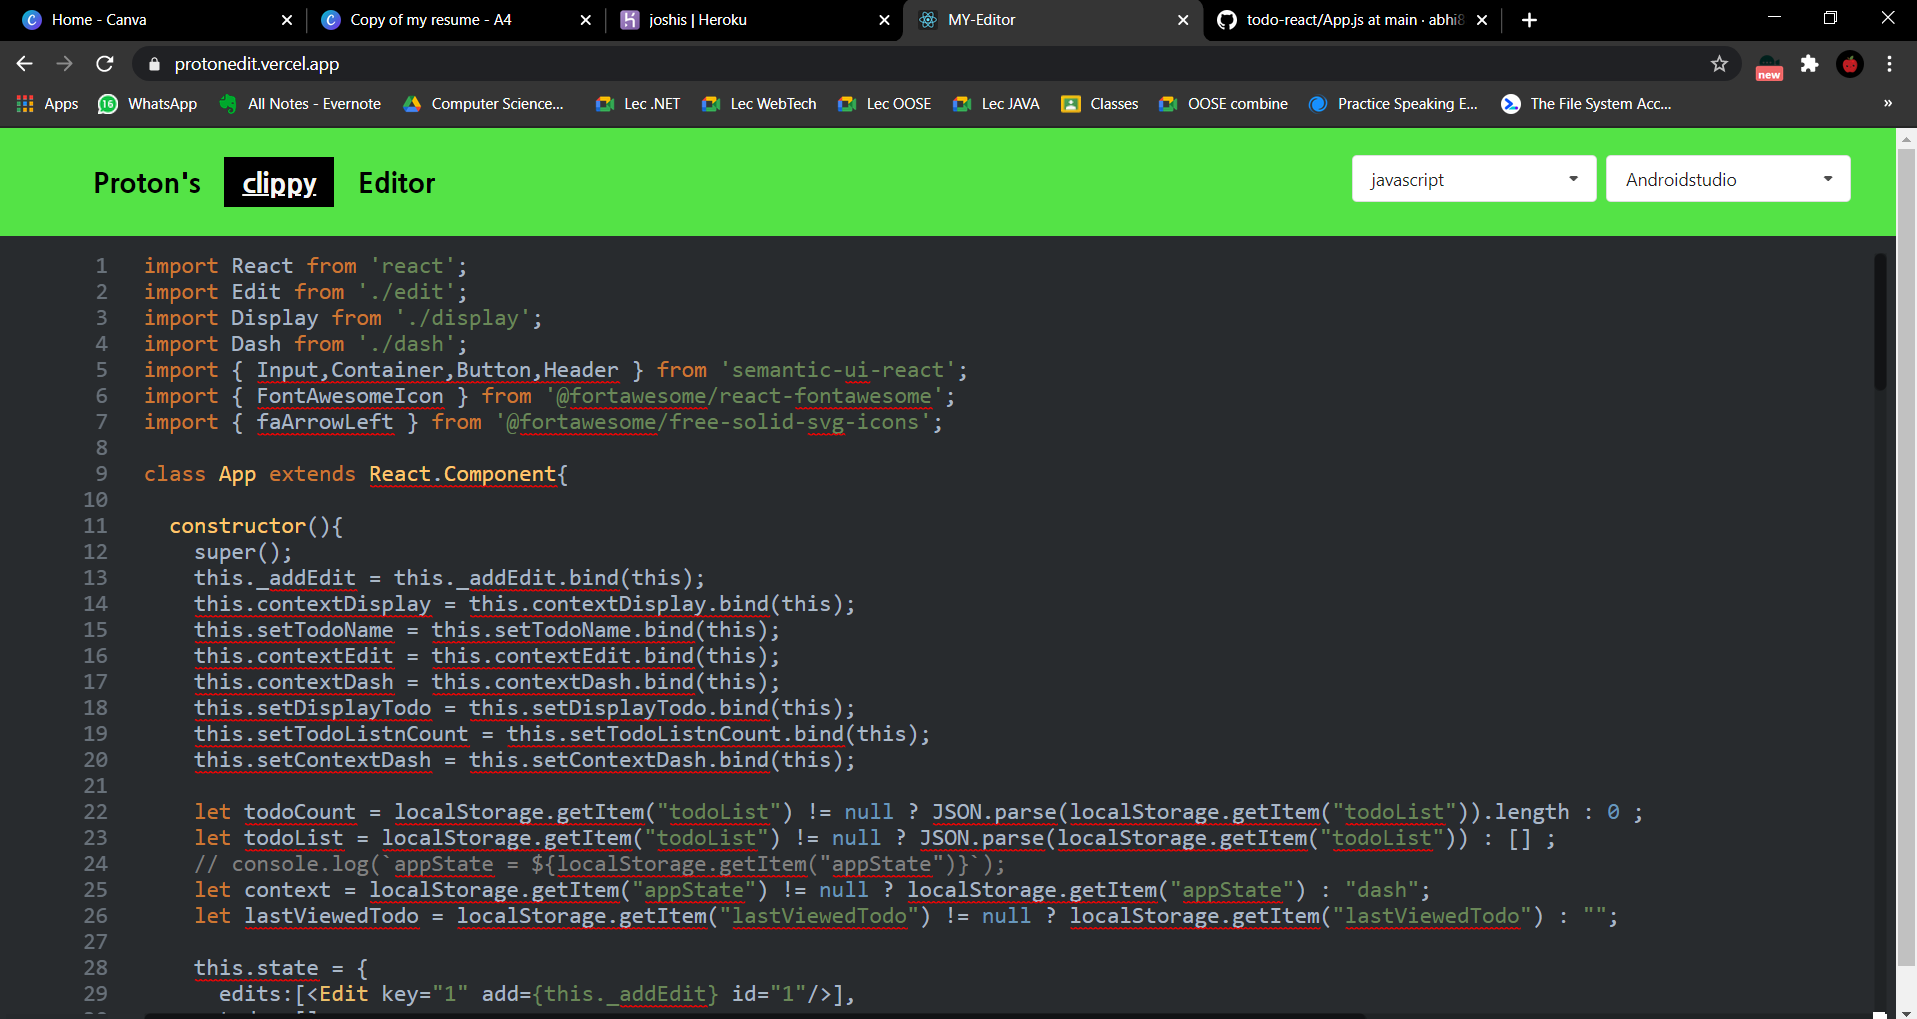 Home - Canva
Copy of my resume - A4
joshis | Heroku
MY-Editor
todo-react/App.js at main · abhi8
protonedit.vercel.app
new
Apps
16
WhatsApp
All Notes - Evernote
Computer Science...
Lec .NET
Lec WebTech
Lec OOSE
Lec JAVA
Classes
OOSE combine
Practice Speaking E...
The File System Acc...
»
Proton's clippy Editor
javascript
Androidstudio
1 import React from 'react';
2 import Edit from './edit';
3 import Display from './display';
4 import Dash from './dash';
5 import { Input,Container,Button,Header } from 'semantic-ui-react';
6 import { FontAwesomeIcon } from '@fortawesome/react-fontawesome';
7 import { faArrowLeft } from '@fortawesome/free-solid-svg-icons';
8
9 class App extends React.Component{
10
11 constructor(){
12 super();
13 this._addEdit = this._addEdit.bind(this);
14 this.contextDisplay = this.contextDisplay.bind(this);
15 this.setTodoName = this.setTodoName.bind(this);
16 this.contextEdit = this.contextEdit.bind(this);
17 this.contextDash = this.contextDash.bind(this);
18 this.setDisplayTodo = this.setDisplayTodo.bind(this);
19 this.setTodoListnCount = this.setTodoListnCount.bind(this);
20 this.setContextDash = this.setContextDash.bind(this);
21
22 let todoCount = localStorage.getItem("todoList") != null ? JSON.parse(localStorage.getItem("todoList")).length : 0 ;
23 let todoList = localStorage.getItem("todoList") != null ? JSON.parse(localStorage.getItem("todoList")) : [] ;
24 // console.log(`appState = ${localStorage.getItem("appState")}`);
25 let context = localStorage.getItem("appState") != null ? localStorage.getItem("appState") : "dash";
26 let lastViewedTodo = localStorage.getItem("lastViewedTodo") != null ? localStorage.getItem("lastViewedTodo") : "";
27
28 this.state = {
29 edits:[<Edit key="1" add={this._addEdit} id="1"/>],